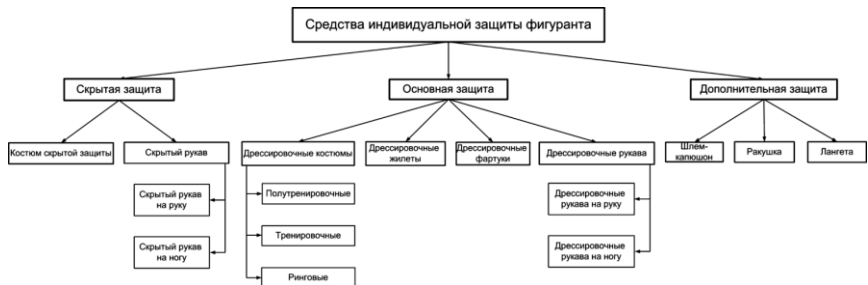 Средства индивидуальной защиты фигуранта
Скрытая защита
Основная защита
Дополнительная защита
Костюм скрытой защиты
Скрытый рукав
Дрессировочные костюмы
Дрессировочные
жилеты
Дрессировочные
фартуки
Дрессировочные рукава
Шлем-
капюшон
Ракушка
Лангета
Скрытый рукав
на руку
Скрытый рукав
на ногу
Полутренировочные
Тренировочные
Ринговые
Дрессировочные
рукава на руку
Дрессировочные
рукава на ногу